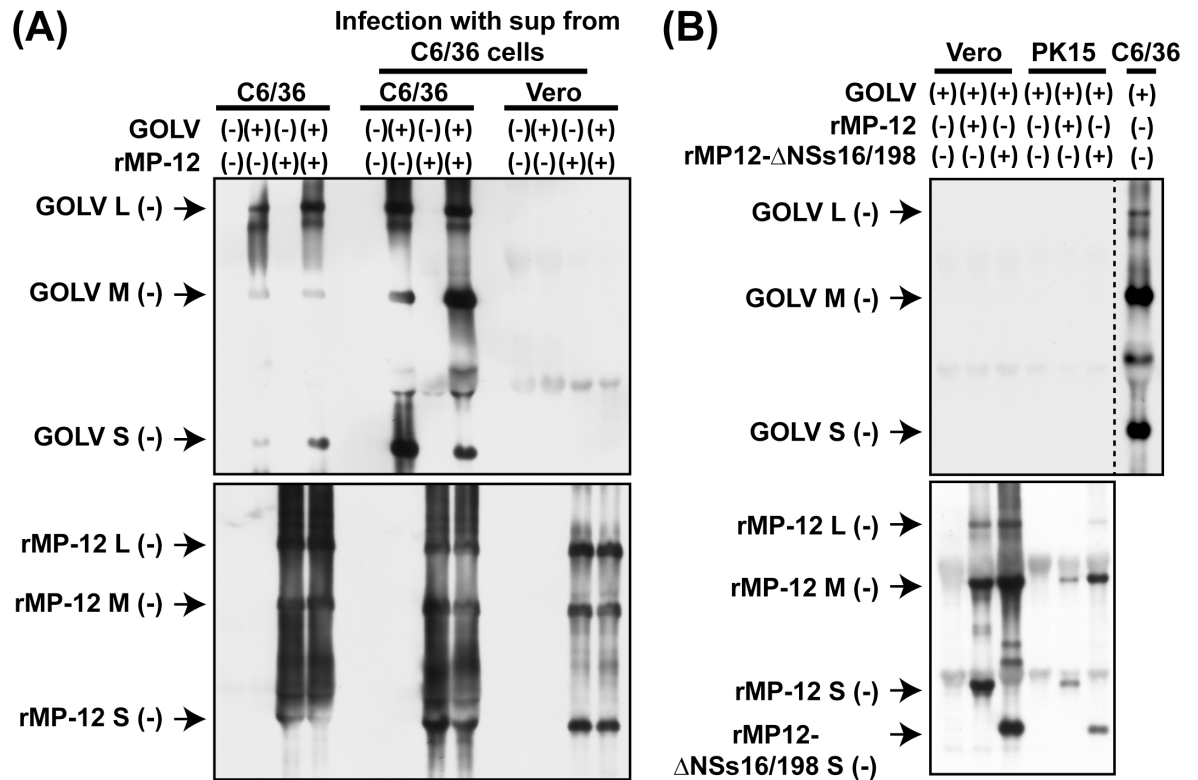 (A)
Infection with sup from
C6/36 cells
C6/36 C6/36 Vero
GOLV (-)(+)(-)(+) (-)(+)(-)(+) (-)(+)(-)(+)
rMP-12 (-)(-)(+)(+) (-)(-)(+)(+) (-)(-)(+)(+)
GOLV L (-)
GOLV M (-)
GOLV S (-)
rMP-12 L (-)
rMP-12 M (-)
rMP-12 S (-)
(B)
Vero PK15 C6/36
GOLV (+)(+)(+) (+)(+)(+) (+)
rMP-12 (-)(+)(-) (-)(+)(-) (-)
rMP12-ΔNSs16/198 (-)(-)(+) (-)(-)(+) (-)
GOLV L (-)
GOLV M (-)
GOLV S (-)
rMP-12 L (-)
rMP-12 M (-)
rMP-12 S (-)
rMP12-
ΔNSs16/198 S (-)